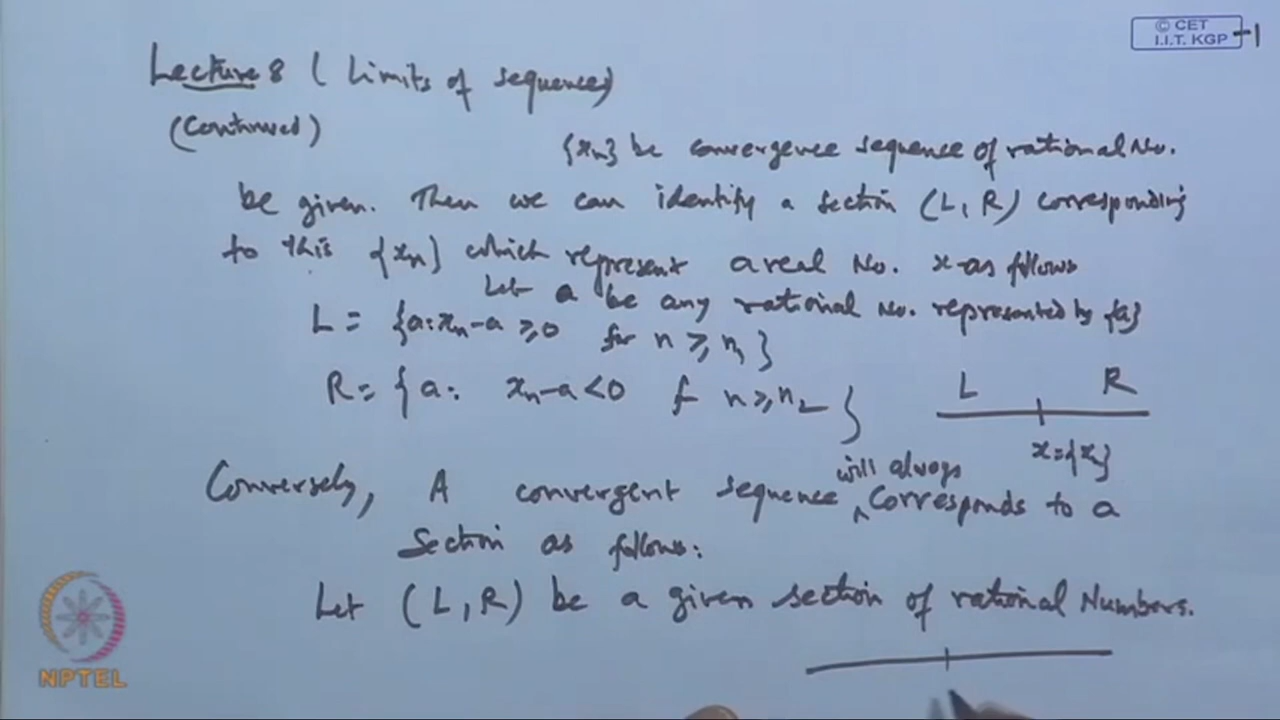 © CET
I.I.T. KGP
Lecture 8 ( Limits of sequences)
(Continued)
{xn} be convergence sequence of rational No.
be given. Then we can identify a section (L, R) corresponding
to this {xn} which represent a real No. x as follows
Let a be any rational No. represented by {a}
L = {a: xn-a ≥ 0 for n ≥ n1}
R = {a: xn-a < 0 f n ≥ n2}
L R
x={xn}
will always
Conversely, A convergent sequence ^ Corresponds to a
Section as follows:
Let (L, R) be a given section of rational Numbers.
NPTEL